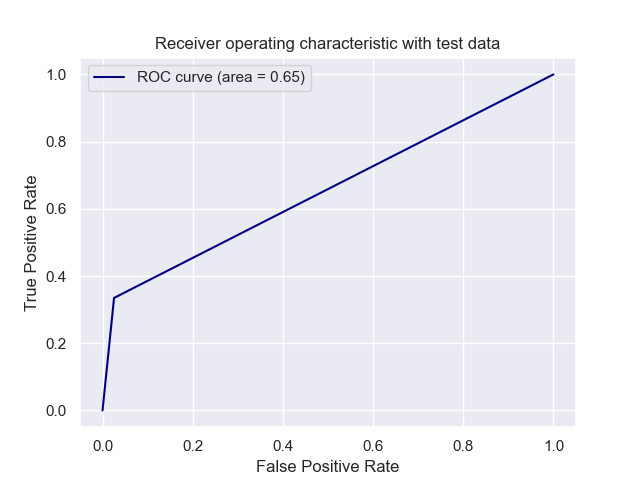 Receiver operating characteristic with test data
ROC curve (area = 0.65)
True Positive Rate
1.0
0.8
0.6
0.4
0.2
0.0
0.0 0.2 0.4 0.6 0.8 1.0
False Positive Rate